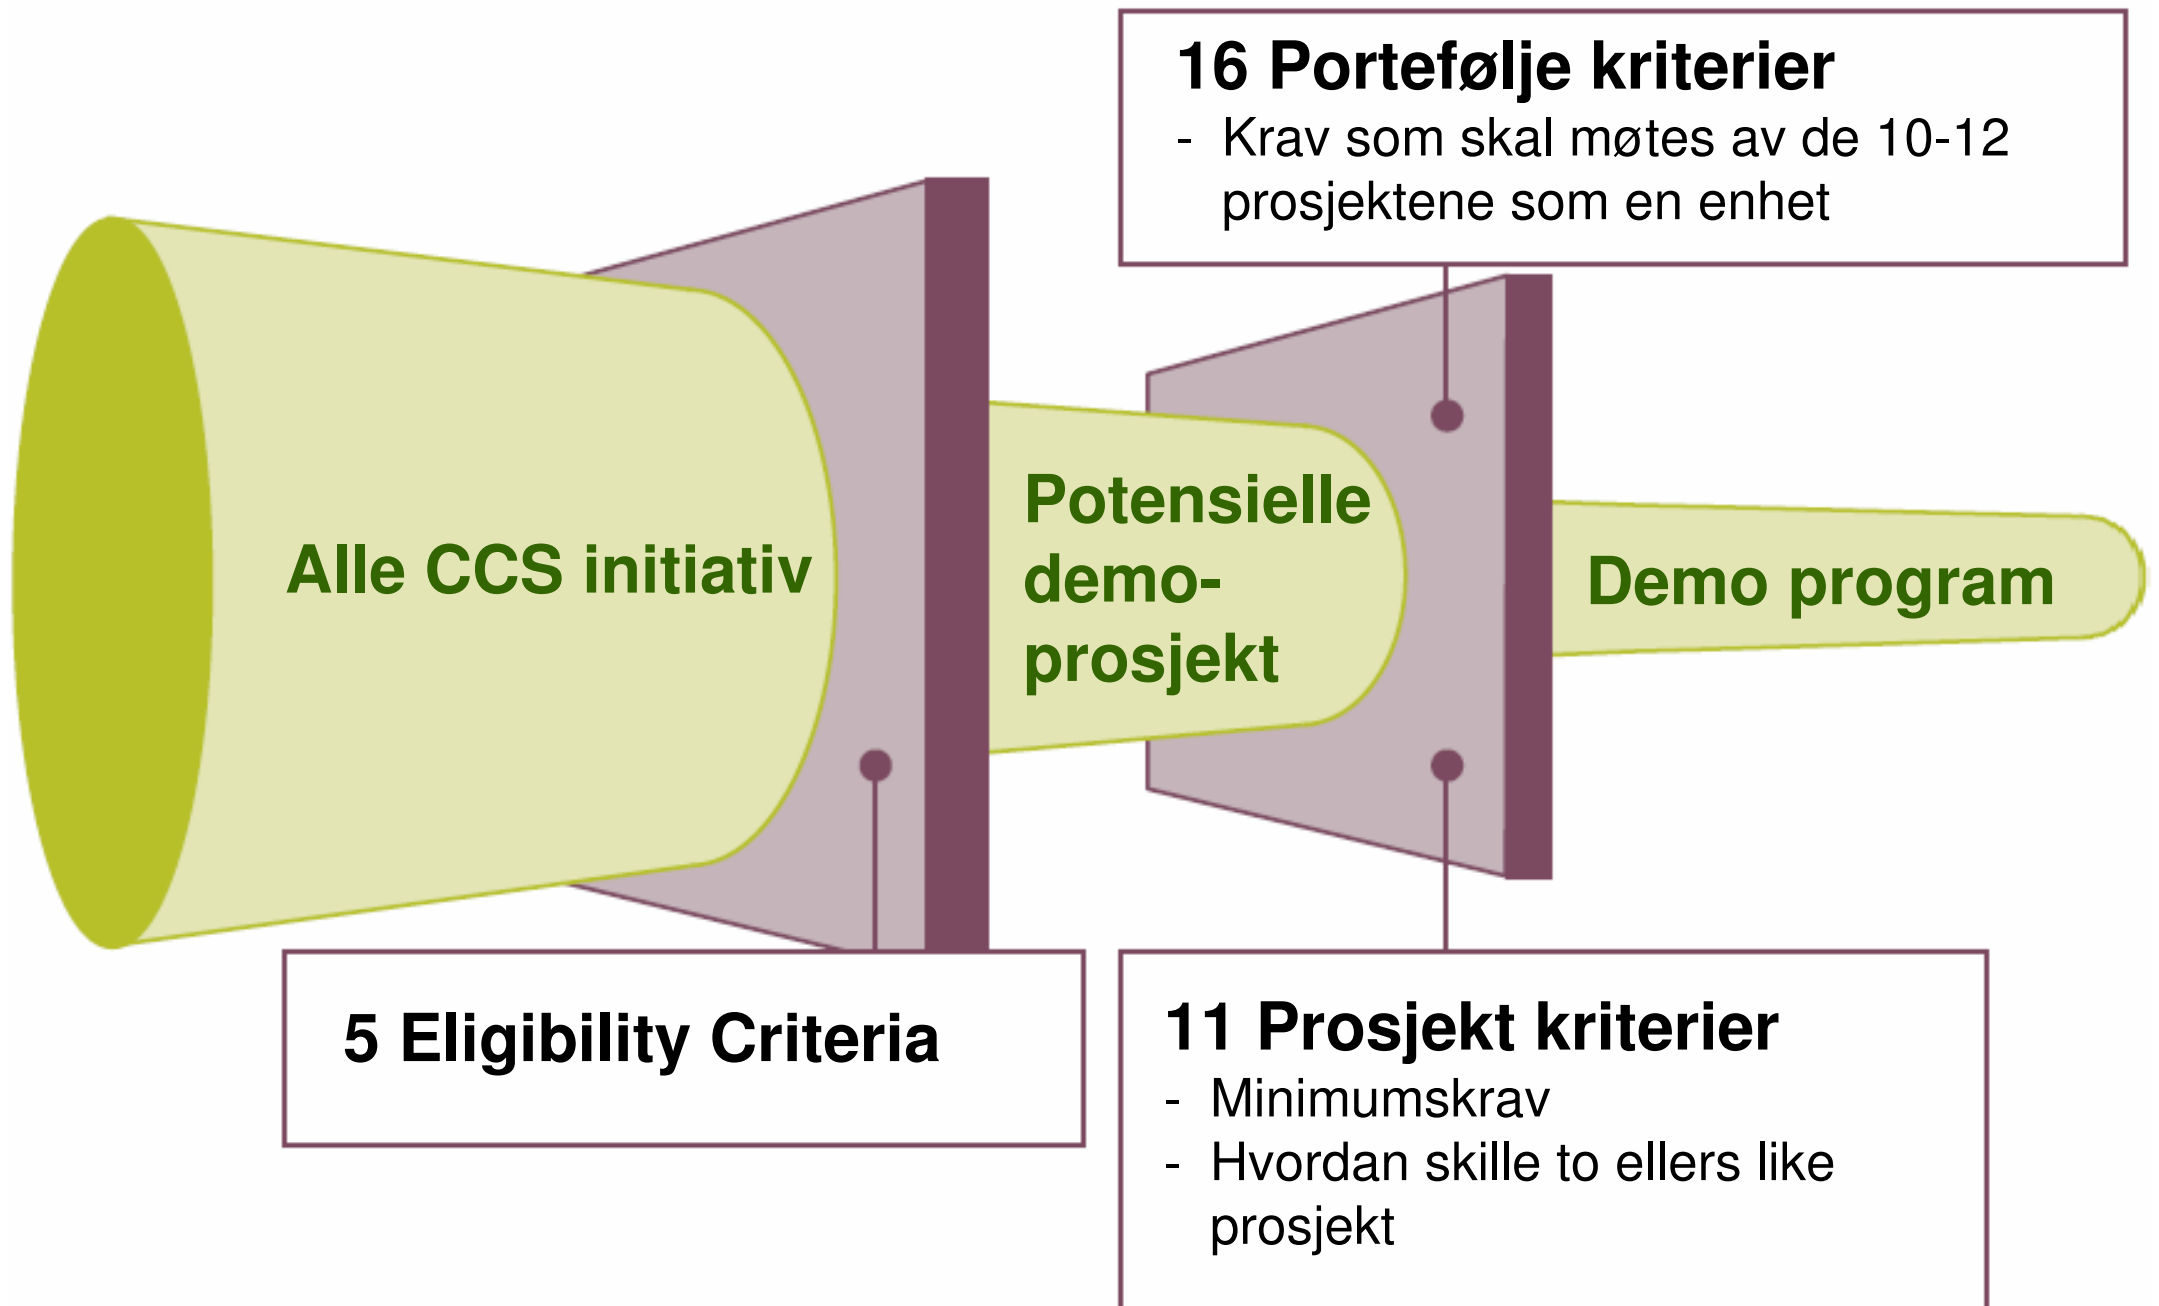 16 Portefølje kriterier
- Krav som skal møtes av de 10-12
prosjektene som en enhet
Alle CCS initiativ
Potensielle
demo-
prosjekt
Demo program
5 Eligibility Criteria
11 Prosjekt kriterier
- Minimumskrav
- Hvordan skille to ellers like
prosjekt